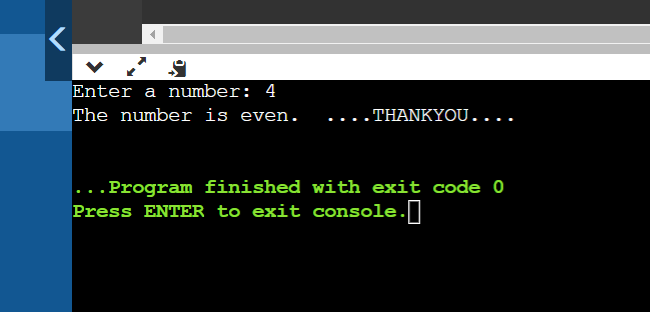 Enter a number: 4
The number is even.  ....THANKYOU....
...Program finished with exit code 0
Press ENTER to exit console.